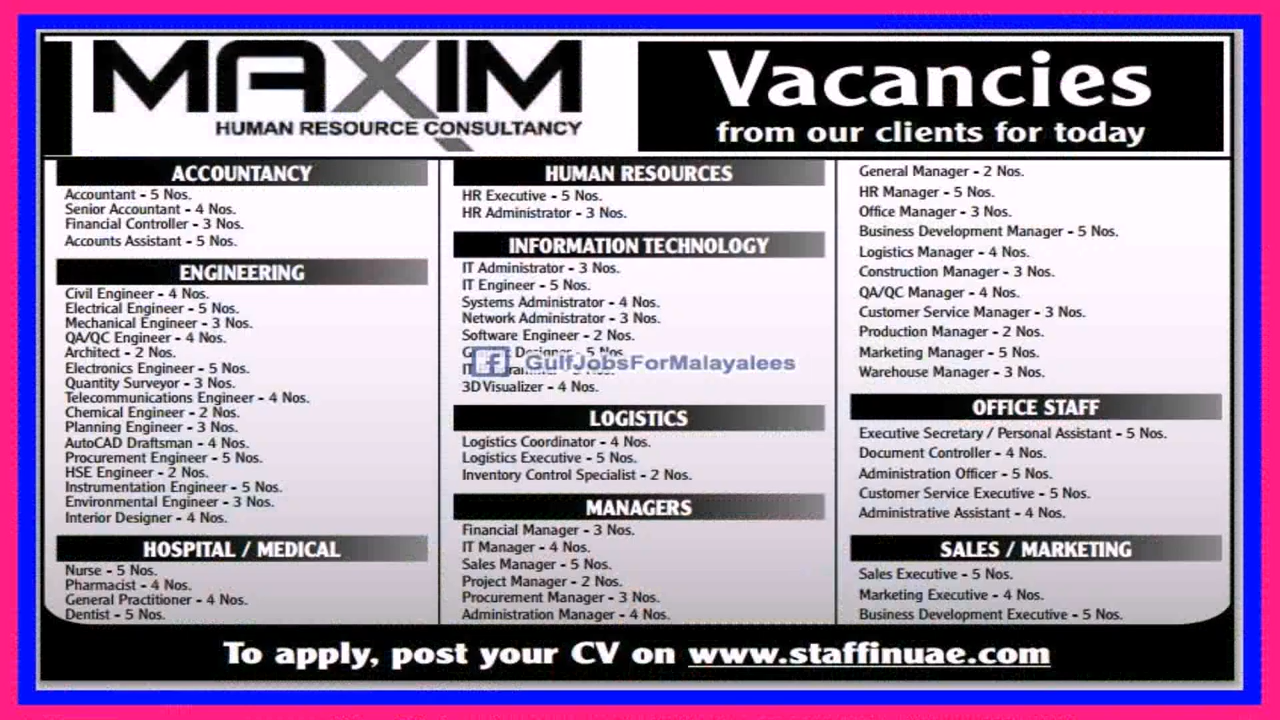 MAXIM
HUMAN RESOURCE CONSULTANCY
Vacancies
from our clients for today
ACCOUNTANCY
Accountant - 5 Nos.
Senior Accountant - 4 Nos.
Financial Controller - 3 Nos.
Accounts Assistant - 5 Nos.
ENGINEERING
Civil Engineer - 4 Nos.
Electrical Engineer - 5 Nos.
Mechanical Engineer - 3 Nos.
QA/QC Engineer - 4 Nos.
Architect - 2 Nos.
Electronics Engineer - 5 Nos.
Quantity Surveyor - 3 Nos.
Telecommunications Engineer - 4 Nos.
Chemical Engineer - 2 Nos.
Planning Engineer - 3 Nos.
AutoCAD Draftsman - 4 Nos.
Procurement Engineer - 5 Nos.
HSE Engineer - 2 Nos.
Instrumentation Engineer - 5 Nos.
Environmental Engineer - 3 Nos.
Interior Designer - 4 Nos.
HOSPITAL / MEDICAL
Nurse - 5 Nos.
Pharmacist - 4 Nos.
General Practitioner - 4 Nos.
Dentist - 5 Nos.
HUMAN RESOURCES
HR Executive - 5 Nos.
HR Administrator - 3 Nos.
INFORMATION TECHNOLOGY
IT Administrator - 3 Nos.
IT Engineer - 5 Nos.
Systems Administrator - 4 Nos.
Network Administrator - 3 Nos.
Software Engineer - 2 Nos.
Designer - 5 Nos.
GulfJobsForMalayalees
3D Visualizer - 4 Nos.
LOGISTICS
Logistics Coordinator - 4 Nos.
Logistics Executive - 5 Nos.
Inventory Control Specialist - 2 Nos.
MANAGERS
Financial Manager - 3 Nos.
IT Manager - 4 Nos.
Sales Manager - 5 Nos.
Project Manager - 2 Nos.
Procurement Manager - 3 Nos.
Administration Manager - 4 Nos.
General Manager - 2 Nos.
HR Manager - 5 Nos.
Office Manager - 3 Nos.
Business Development Manager - 5 Nos.
Logistics Manager - 4 Nos.
Construction Manager - 3 Nos.
QA/QC Manager - 4 Nos.
Customer Service Manager - 3 Nos.
Production Manager - 2 Nos.
Marketing Manager - 5 Nos.
Warehouse Manager - 3 Nos.
OFFICE STAFF
Executive Secretary / Personal Assistant - 5 Nos.
Document Controller - 4 Nos.
Administration Officer - 5 Nos.
Customer Service Executive - 5 Nos.
Administrative Assistant - 4 Nos.
SALES / MARKETING
Sales Executive - 5 Nos.
Marketing Executive - 4 Nos.
Business Development Executive - 5 Nos.
To apply, post your CV on www.staffinuae.com